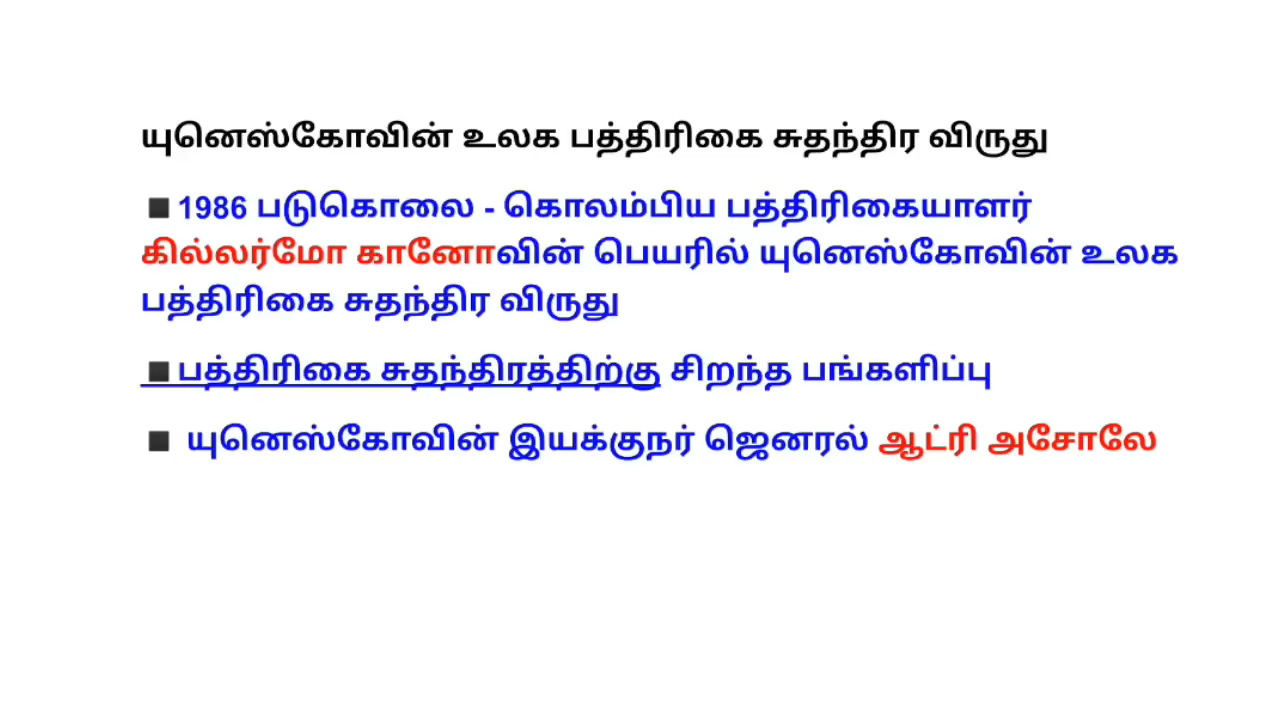 யுனெஸ்கோவின் உலக பத்திரிகை சுதந்திர விருது
◾1986 படுகொலை - கொலம்பிய பத்திரிகையாளர்
கில்லர்மோ கானோவின் பெயரில் யுனெஸ்கோவின் உலக
பத்திரிகை சுதந்திர விருது
◾பத்திரிகை சுதந்திரத்திற்கு சிறந்த பங்களிப்பு
◾ யுனெஸ்கோவின் இயக்குநர் ஜெனரல் ஆட்ரி அசோலே